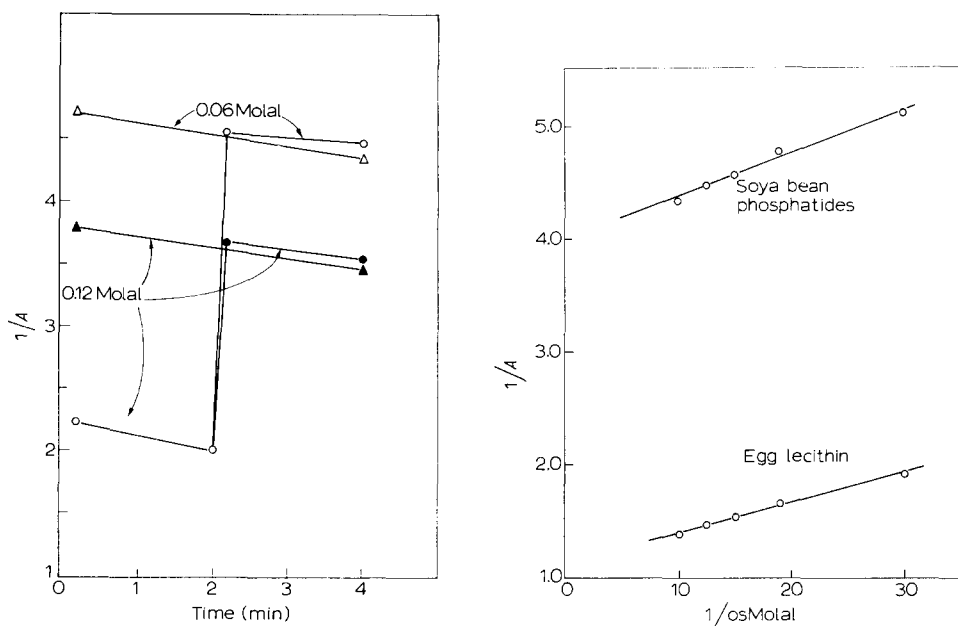 0.06 Molal
4
0.12 Molal
3
2
1
1/A
0
1
2
3
4
Time (min)
5.0
Soya bean
phosphatides
4.0
3.0
1/A
2.0
Egg lecithin
1.0
0
10
20
30
1/osMolal